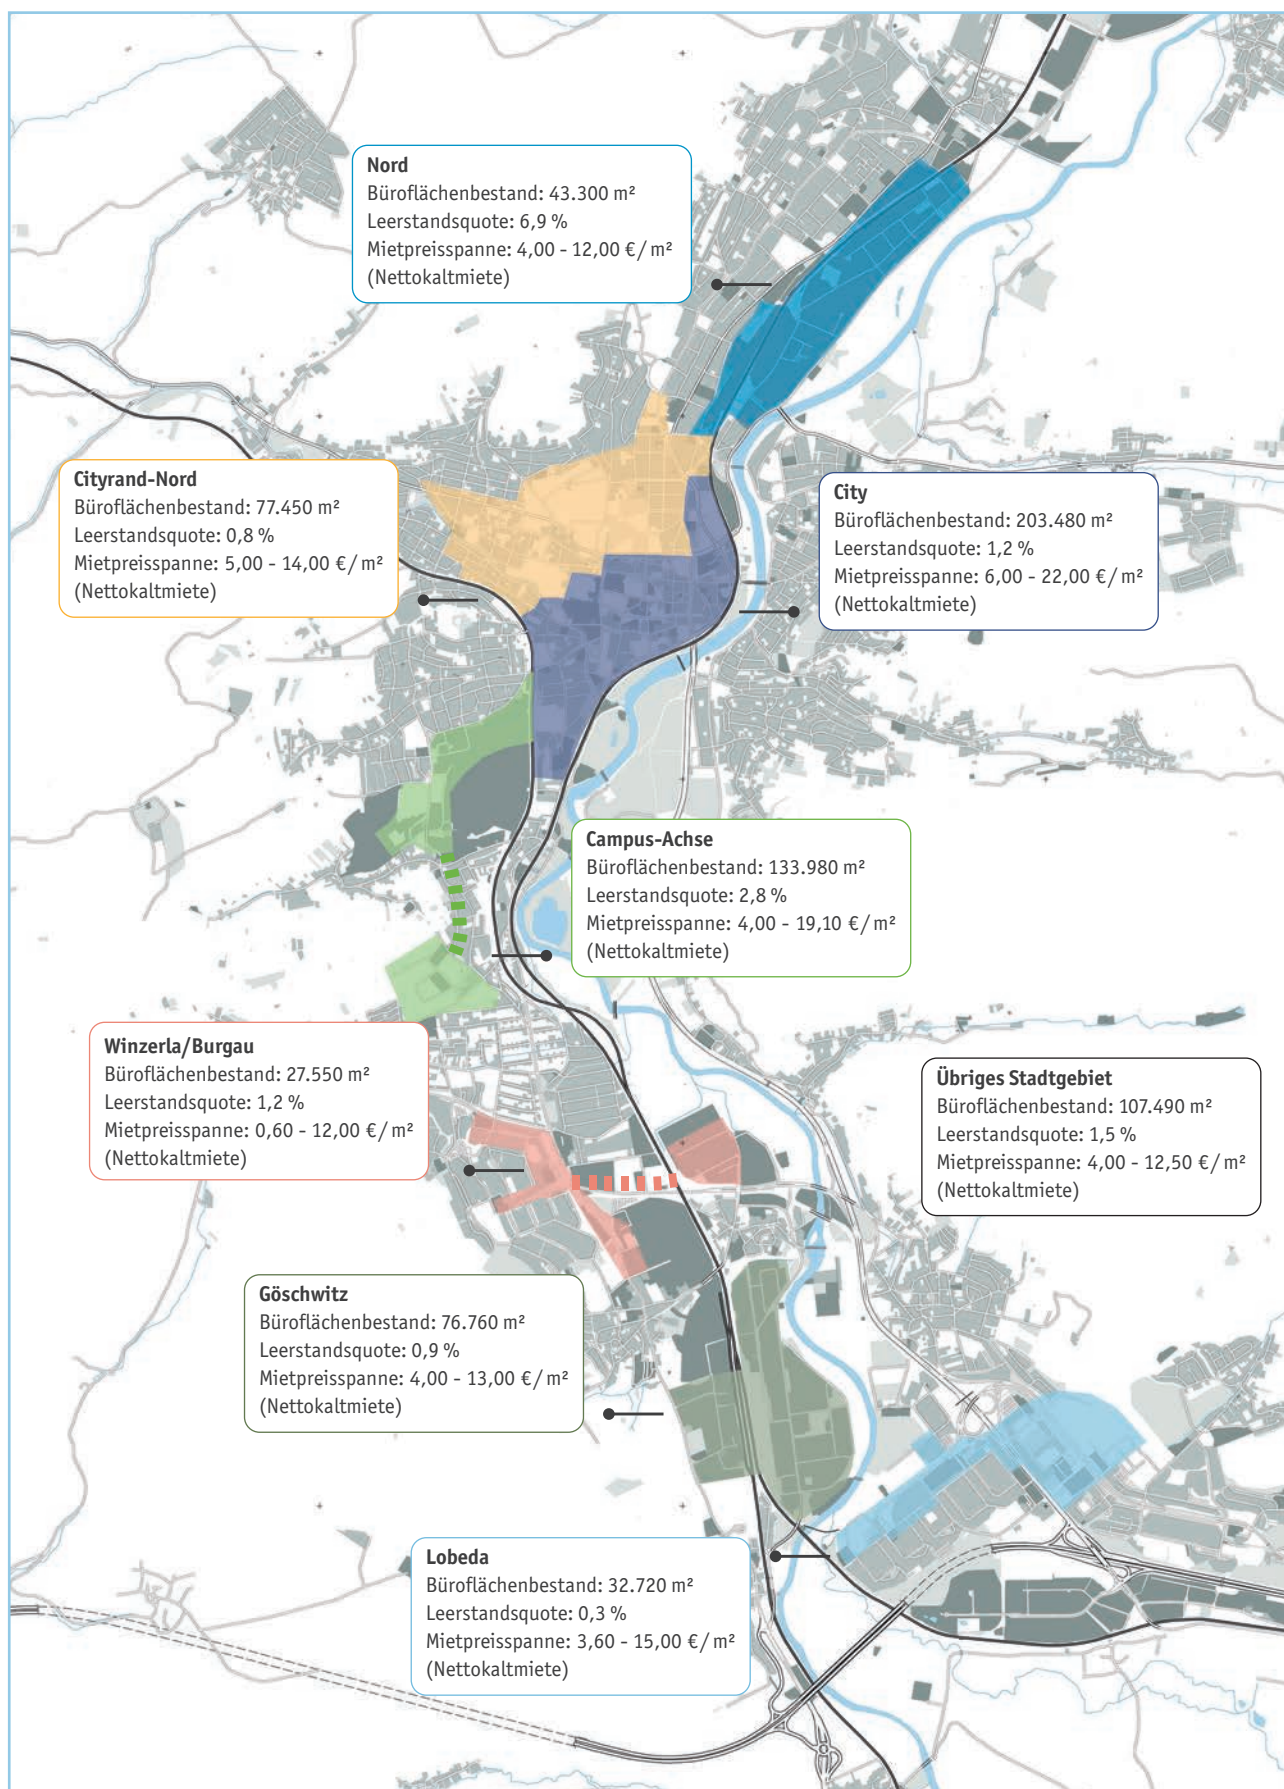 Nord
Büroflächenbestand: 43.300 m²
Leerstandsquote: 6,9 %
Mietpreisspanne: 4,00 - 12,00 €/m²
(Nettokaltmiete)
Cityrand-Nord
Büroflächenbestand: 77.450 m²
Leerstandsquote: 0,8 %
Mietpreisspanne: 5,00 - 14,00 €/m²
(Nettokaltmiete)
City
Büroflächenbestand: 203.480 m²
Leerstandsquote: 1,2 %
Mietpreisspanne: 6,00 - 22,00 €/m²
(Nettokaltmiete)
Campus-Achse
Büroflächenbestand: 133.980 m²
Leerstandsquote: 2,8 %
Mietpreisspanne: 4,00 - 19,10 €/m²
(Nettokaltmiete)
Winzerla/Burgau
Büroflächenbestand: 27.550 m²
Leerstandsquote: 1,2 %
Mietpreisspanne: 0,60 - 12,00 €/m²
(Nettokaltmiete)
Übriges Stadtgebiet
Büroflächenbestand: 107.490 m²
Leerstandsquote: 1,5 %
Mietpreisspanne: 4,00 - 12,50 €/m²
(Nettokaltmiete)
Göschwitz
Büroflächenbestand: 76.760 m²
Leerstandsquote: 0,9 %
Mietpreisspanne: 4,00 - 13,00 €/m²
(Nettokaltmiete)
Lobeda
Büroflächenbestand: 32.720 m²
Leerstandsquote: 0,3 %
Mietpreisspanne: 3,60 - 15,00 €/m²
(Nettokaltmiete)